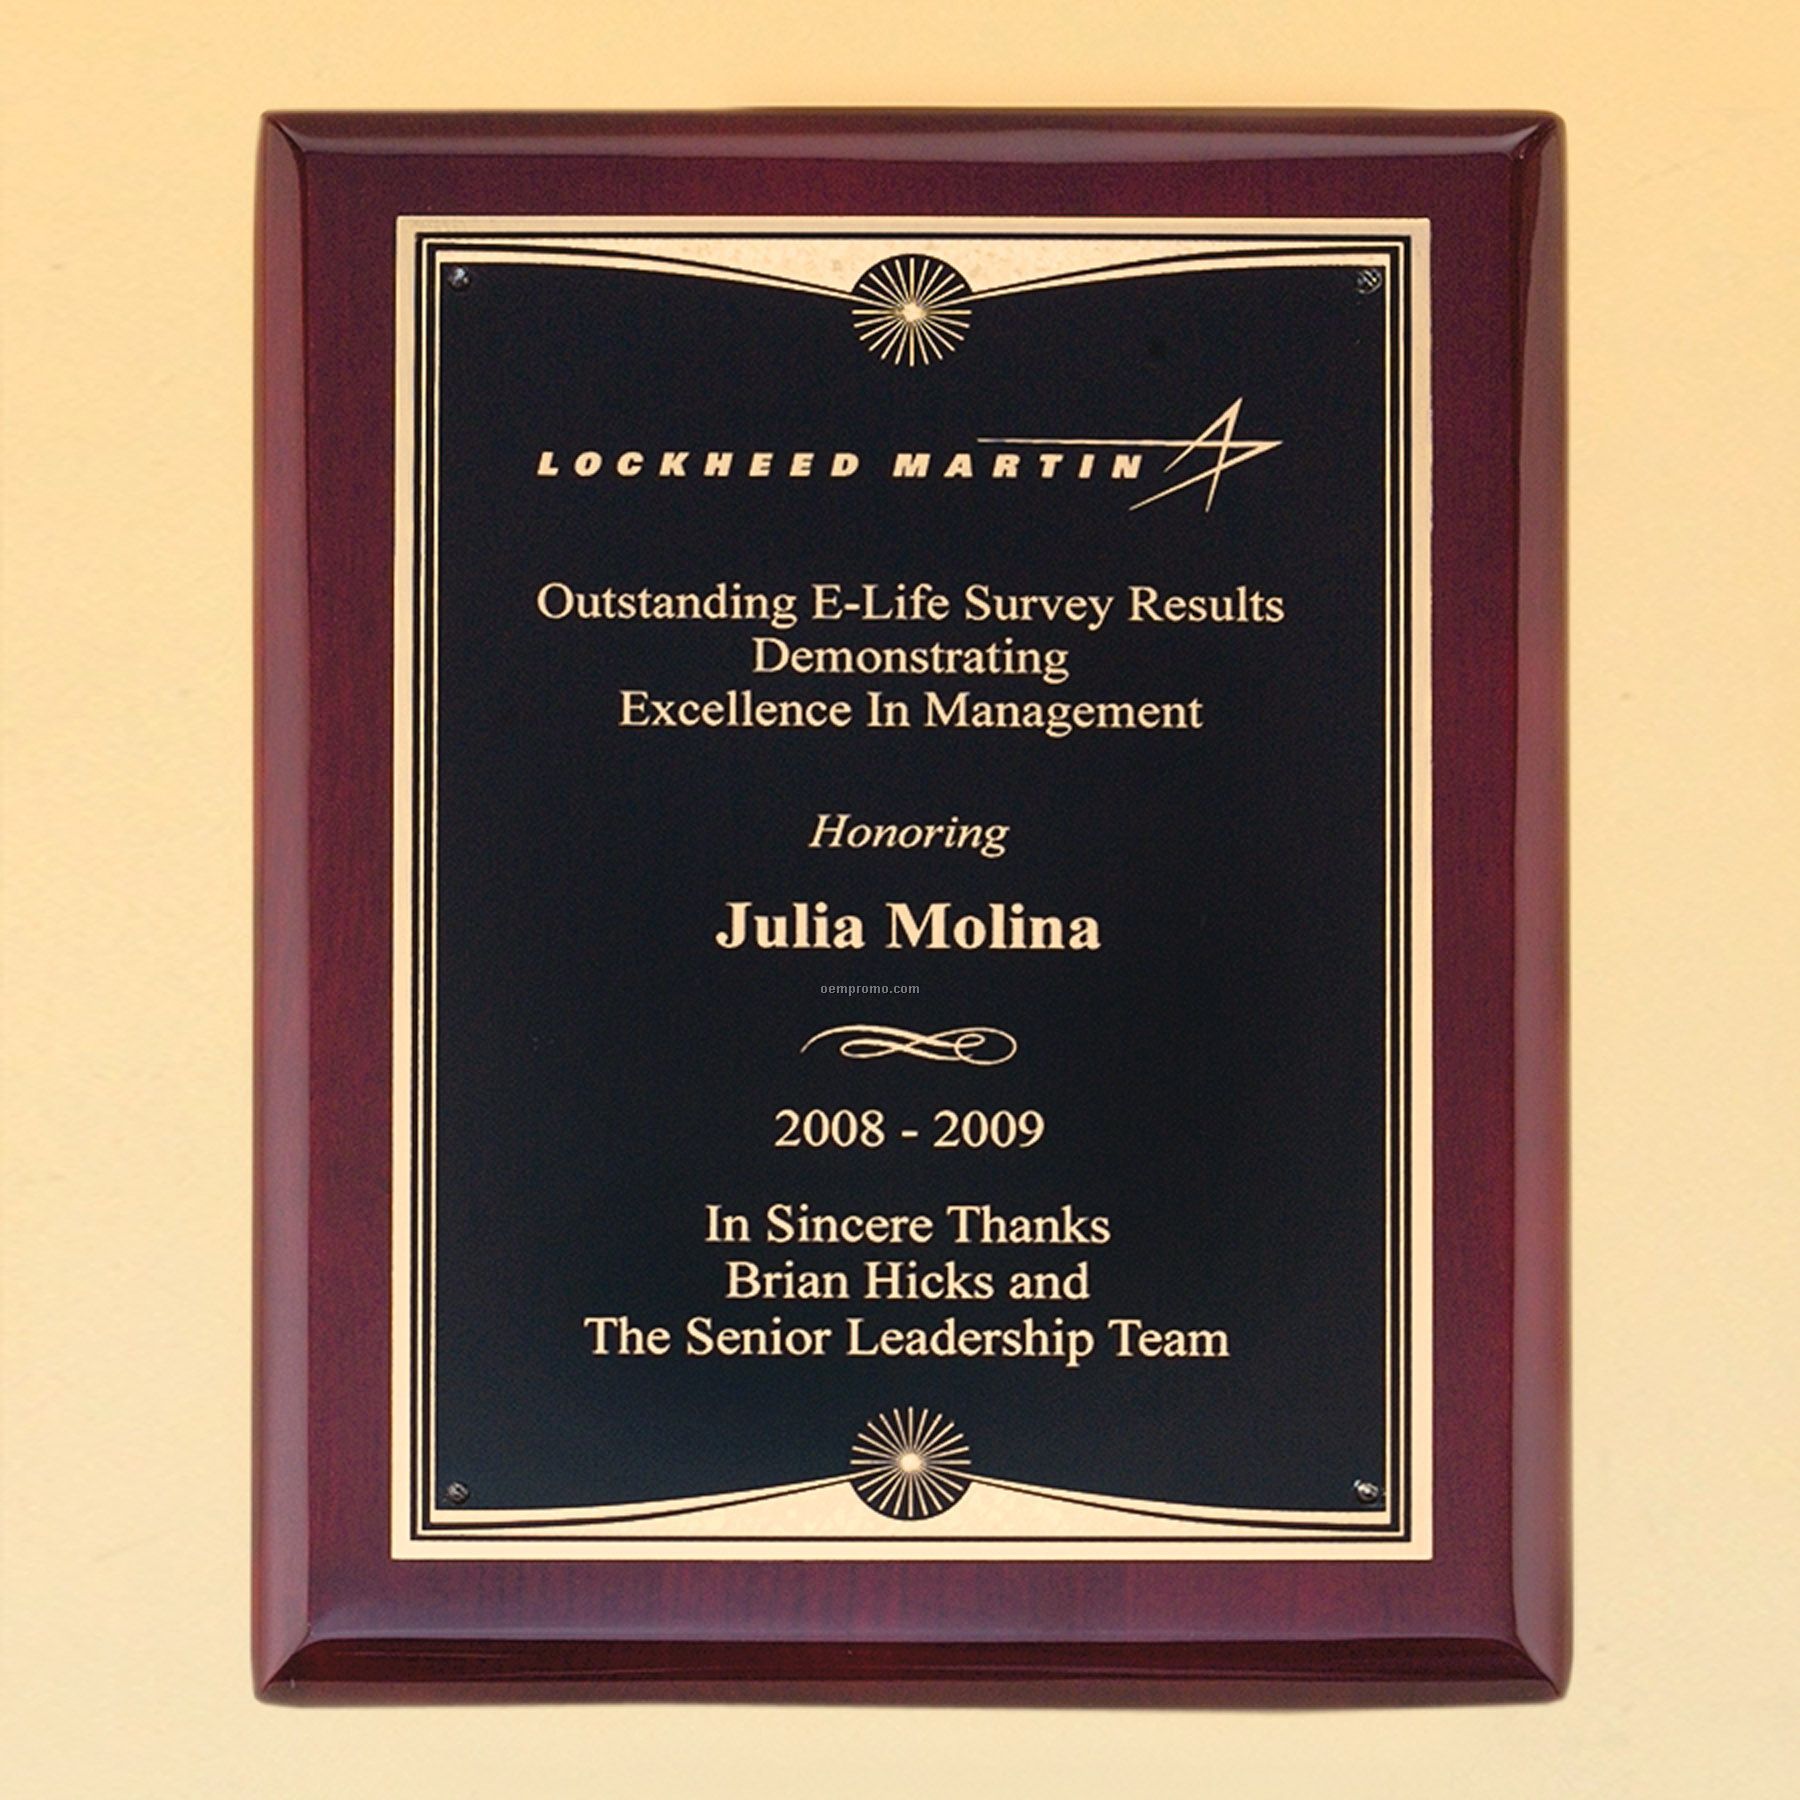 LOCKHEED MARTIN
Outstanding E-Life Survey Results
Demonstrating
Excellence In Management
Honoring
Julia Molina
oempromo.com
2008 - 2009
In Sincere Thanks
Brian Hicks and
The Senior Leadership Team